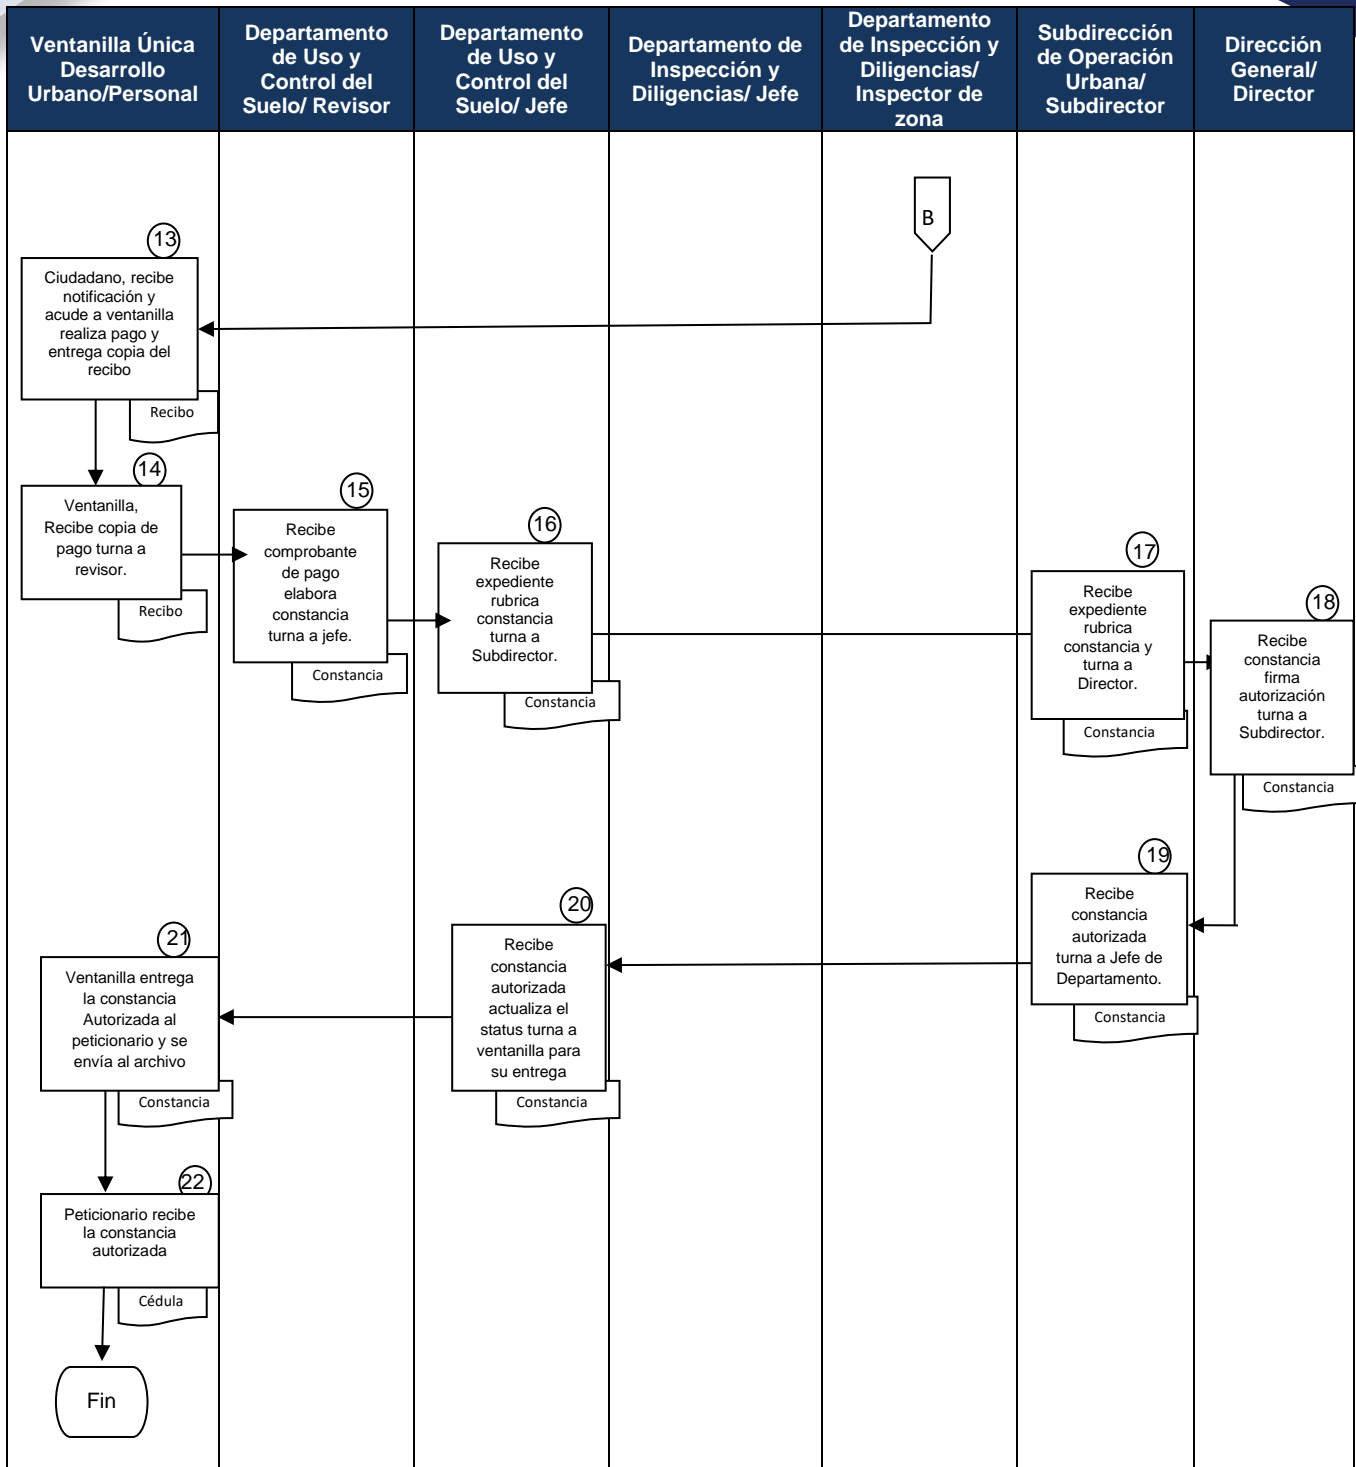 Ventanilla Única
Desarrollo
Urbano/Personal
Departamento
de Uso y
Control del
Suelo/ Revisor
Departamento
de Uso y
Control del
Suelo/ Jefe
Departamento de
Inspección y
Diligencias/ Jefe
Departamento
de Inspección y
Diligencias/
Inspector de
zona
Subdirección
de Operación
Urbana/
Subdirector
Dirección
General/
Director
B
13
Ciudadano, recibe
notificación y
acude a ventanilla
realiza pago y
entrega copia del
recibo
Recibo
14
Ventanilla,
Recibe copia de
pago turna a
revisor.
Recibo
15
Recibe
comprobante
de pago
elabora
constancia
turna a jefe.
Constancia
16
Recibe
expediente
rubrica
constancia
turna a
Subdirector.
Constancia
17
Recibe
expediente
rubrica
constancia y
turna a
Director.
Constancia
18
Recibe
constancia
firma
autorización
turna a
Subdirector.
Constancia
19
Recibe
constancia
autorizada
turna a Jefe de
Departamento.
Constancia
20
Recibe
constancia
autorizada
actualiza el
status turna a
ventanilla para
su entrega
Constancia
21
Ventanilla entrega
la constancia
Autorizada al
peticionario y se
envía al archivo
Constancia
22
Peticionario recibe
la constancia
autorizada
Cédula
Fin